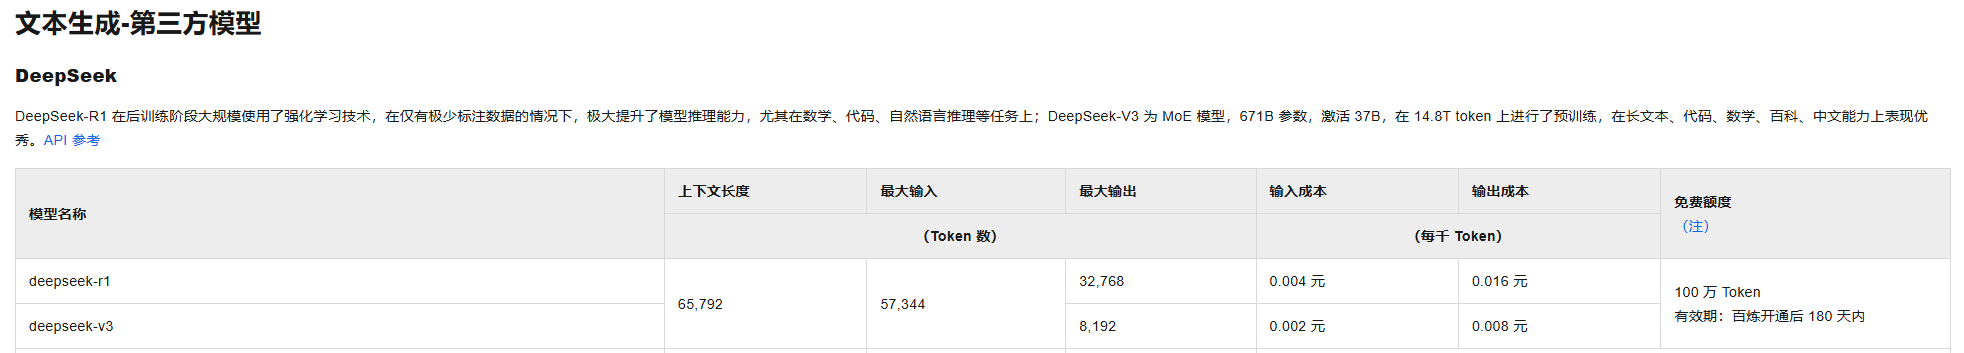 文本生成-第三方模型
DeepSeek
DeepSeek-R1 在后训练阶段大规模使用了强化学习技术，在仅有极少标注数据的情况下，极大提升了模型推理能力，尤其在数学、代码、自然语言推理等任务上；DeepSeek-V3 为 MoE 模型，671B 参数，激活 37B，在 14.8T token 上进行了预训练，在长文本、代码、数学、百科、中文能力上表现优
秀。API 参考
模型名称 上下文长度 最大输入 最大输出 输入成本 输出成本 免费额度
（注）
（Token 数） （每千 Token）
deepseek-r1 65,792 57,344 32,768 0.004 元 0.016 元 100 万 Token
有效期：百炼开通后 180 天内
deepseek-v3 8,192 0.002 元 0.008 元